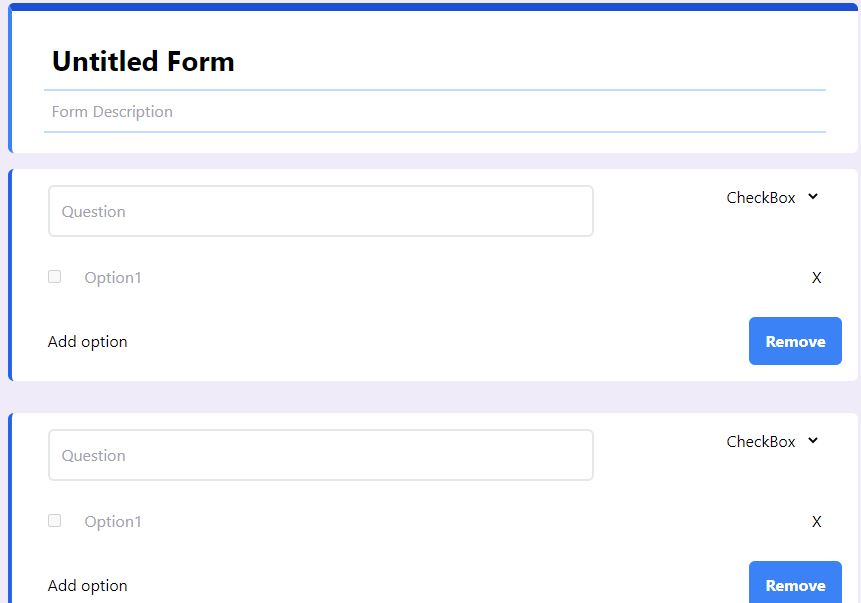 Untitled Form
Form Description
Question
CheckBox
Option1
X
Add option
Remove
Question
CheckBox
Option1
X
Add option
Remove